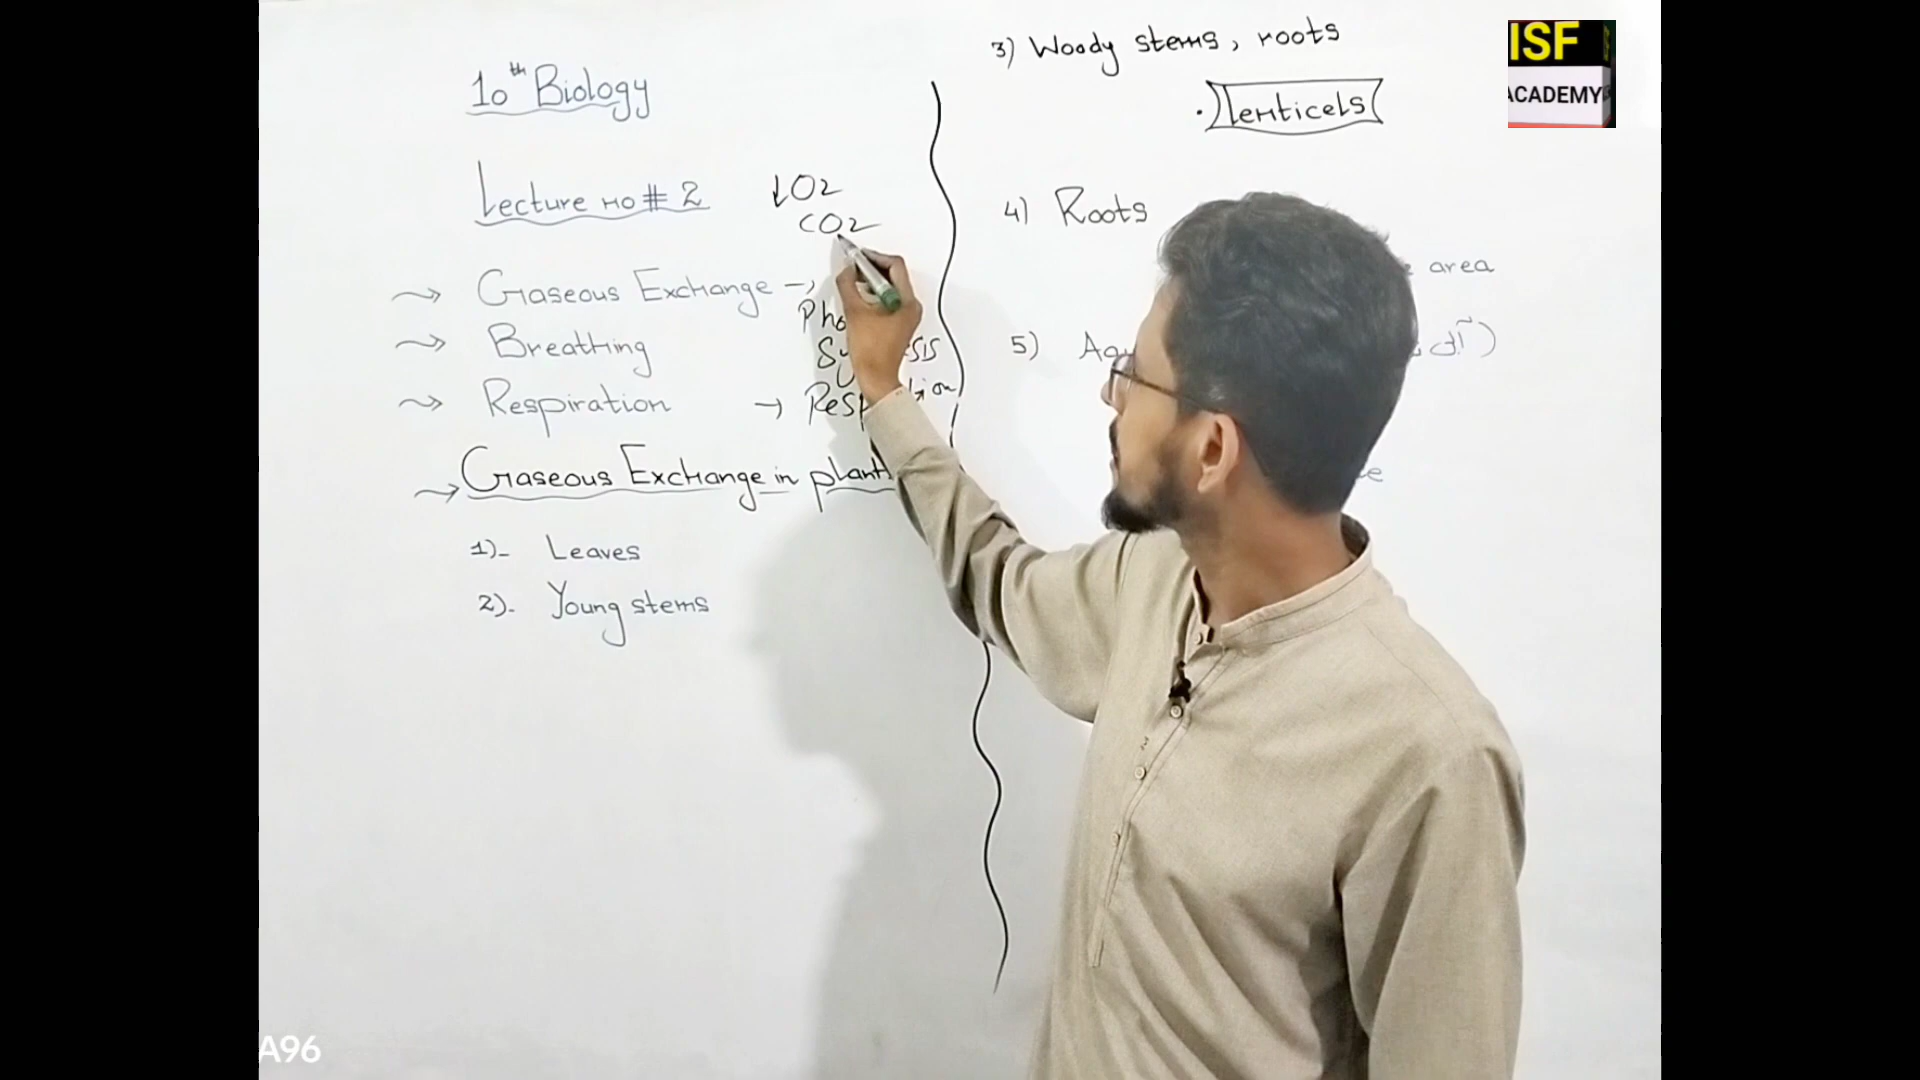 10th Biology
Lecture no # 2
↓O2
CO2
Gaseous Exchange →
Breathing
Respiration →
Gaseous Exchange in
1)- Leaves
2)- Young stems
3) Woody stems, roots
. lenticels
4) Roots
area
5)
ISF
ACADEMY
A96